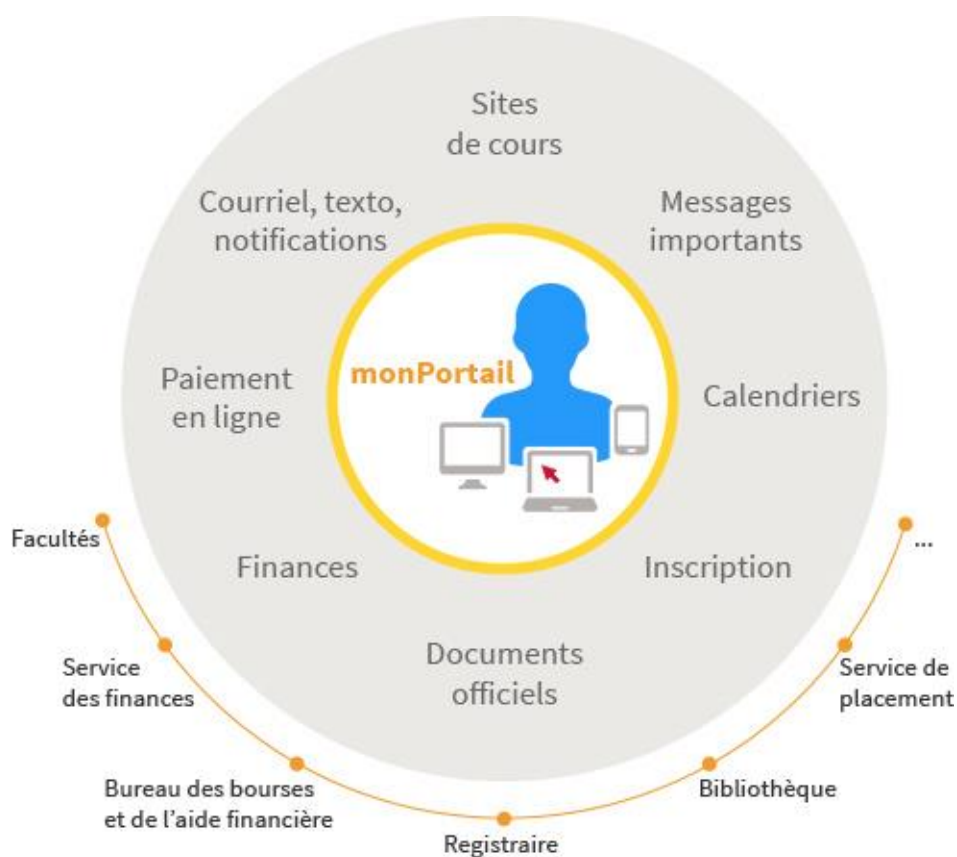 Sites
de cours
Courriel, texto,
notifications
Messages
importants
monPortail
Paiement
en ligne
Calendriers
Facultés
...
Finances
Inscription
Documents
officiels
Service
des finances
Service de
placement
Bureau des bourses
et de l'aide financière
Bibliothèque
Registraire